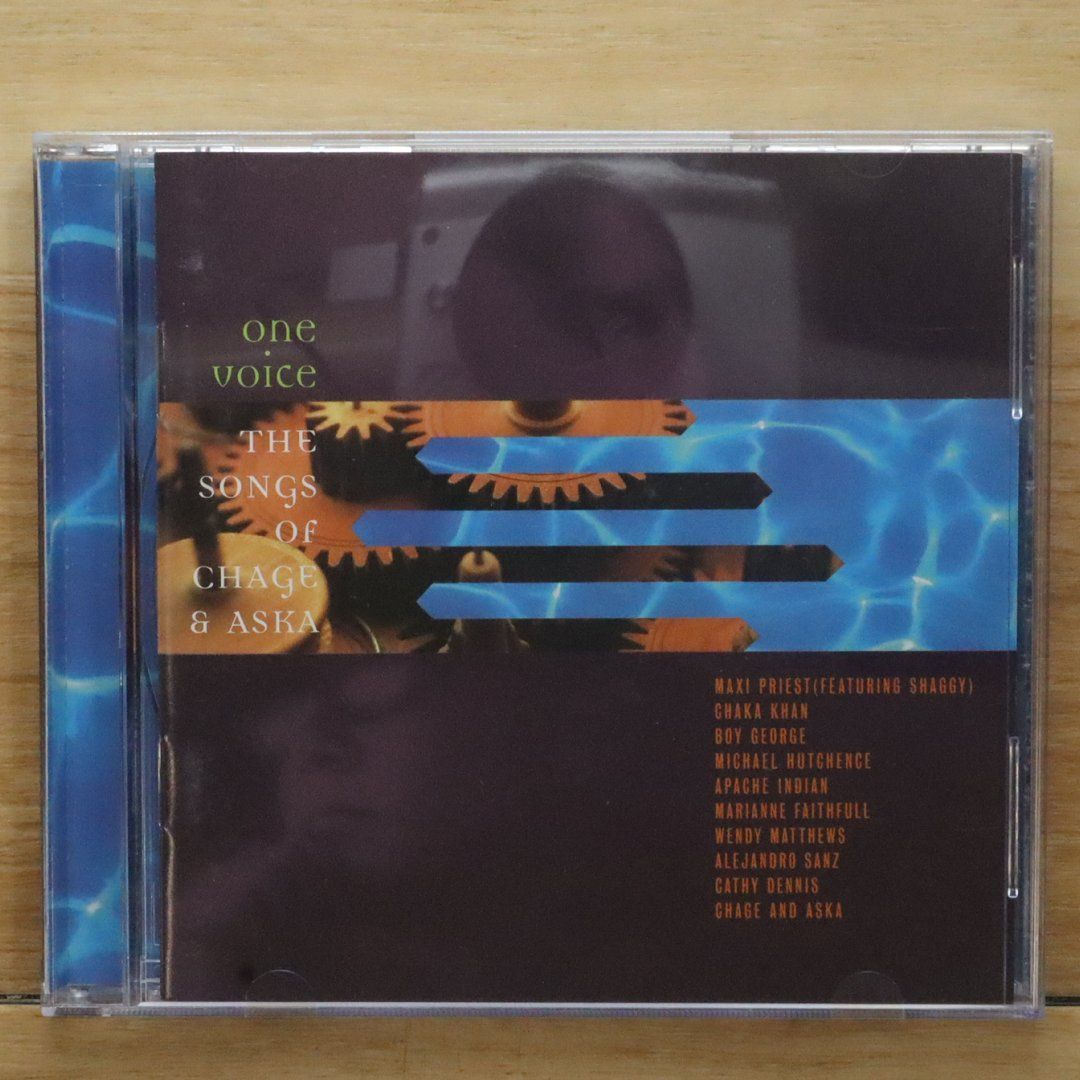 one
voice
THE
SONGS
OF
CHAGE
& ASKA
MAXI PRIEST(FEATURING SHAGGY)
CHAKA KHAN
BOY GEORGE
MICHAEL HUTCHENCE
APACHE INDIAN
MARIANNE FAITHFULL
WENDY MATTHEWS
ALEJANDRO SANZ
CATHY DENNIS
CHAGE AND ASKA